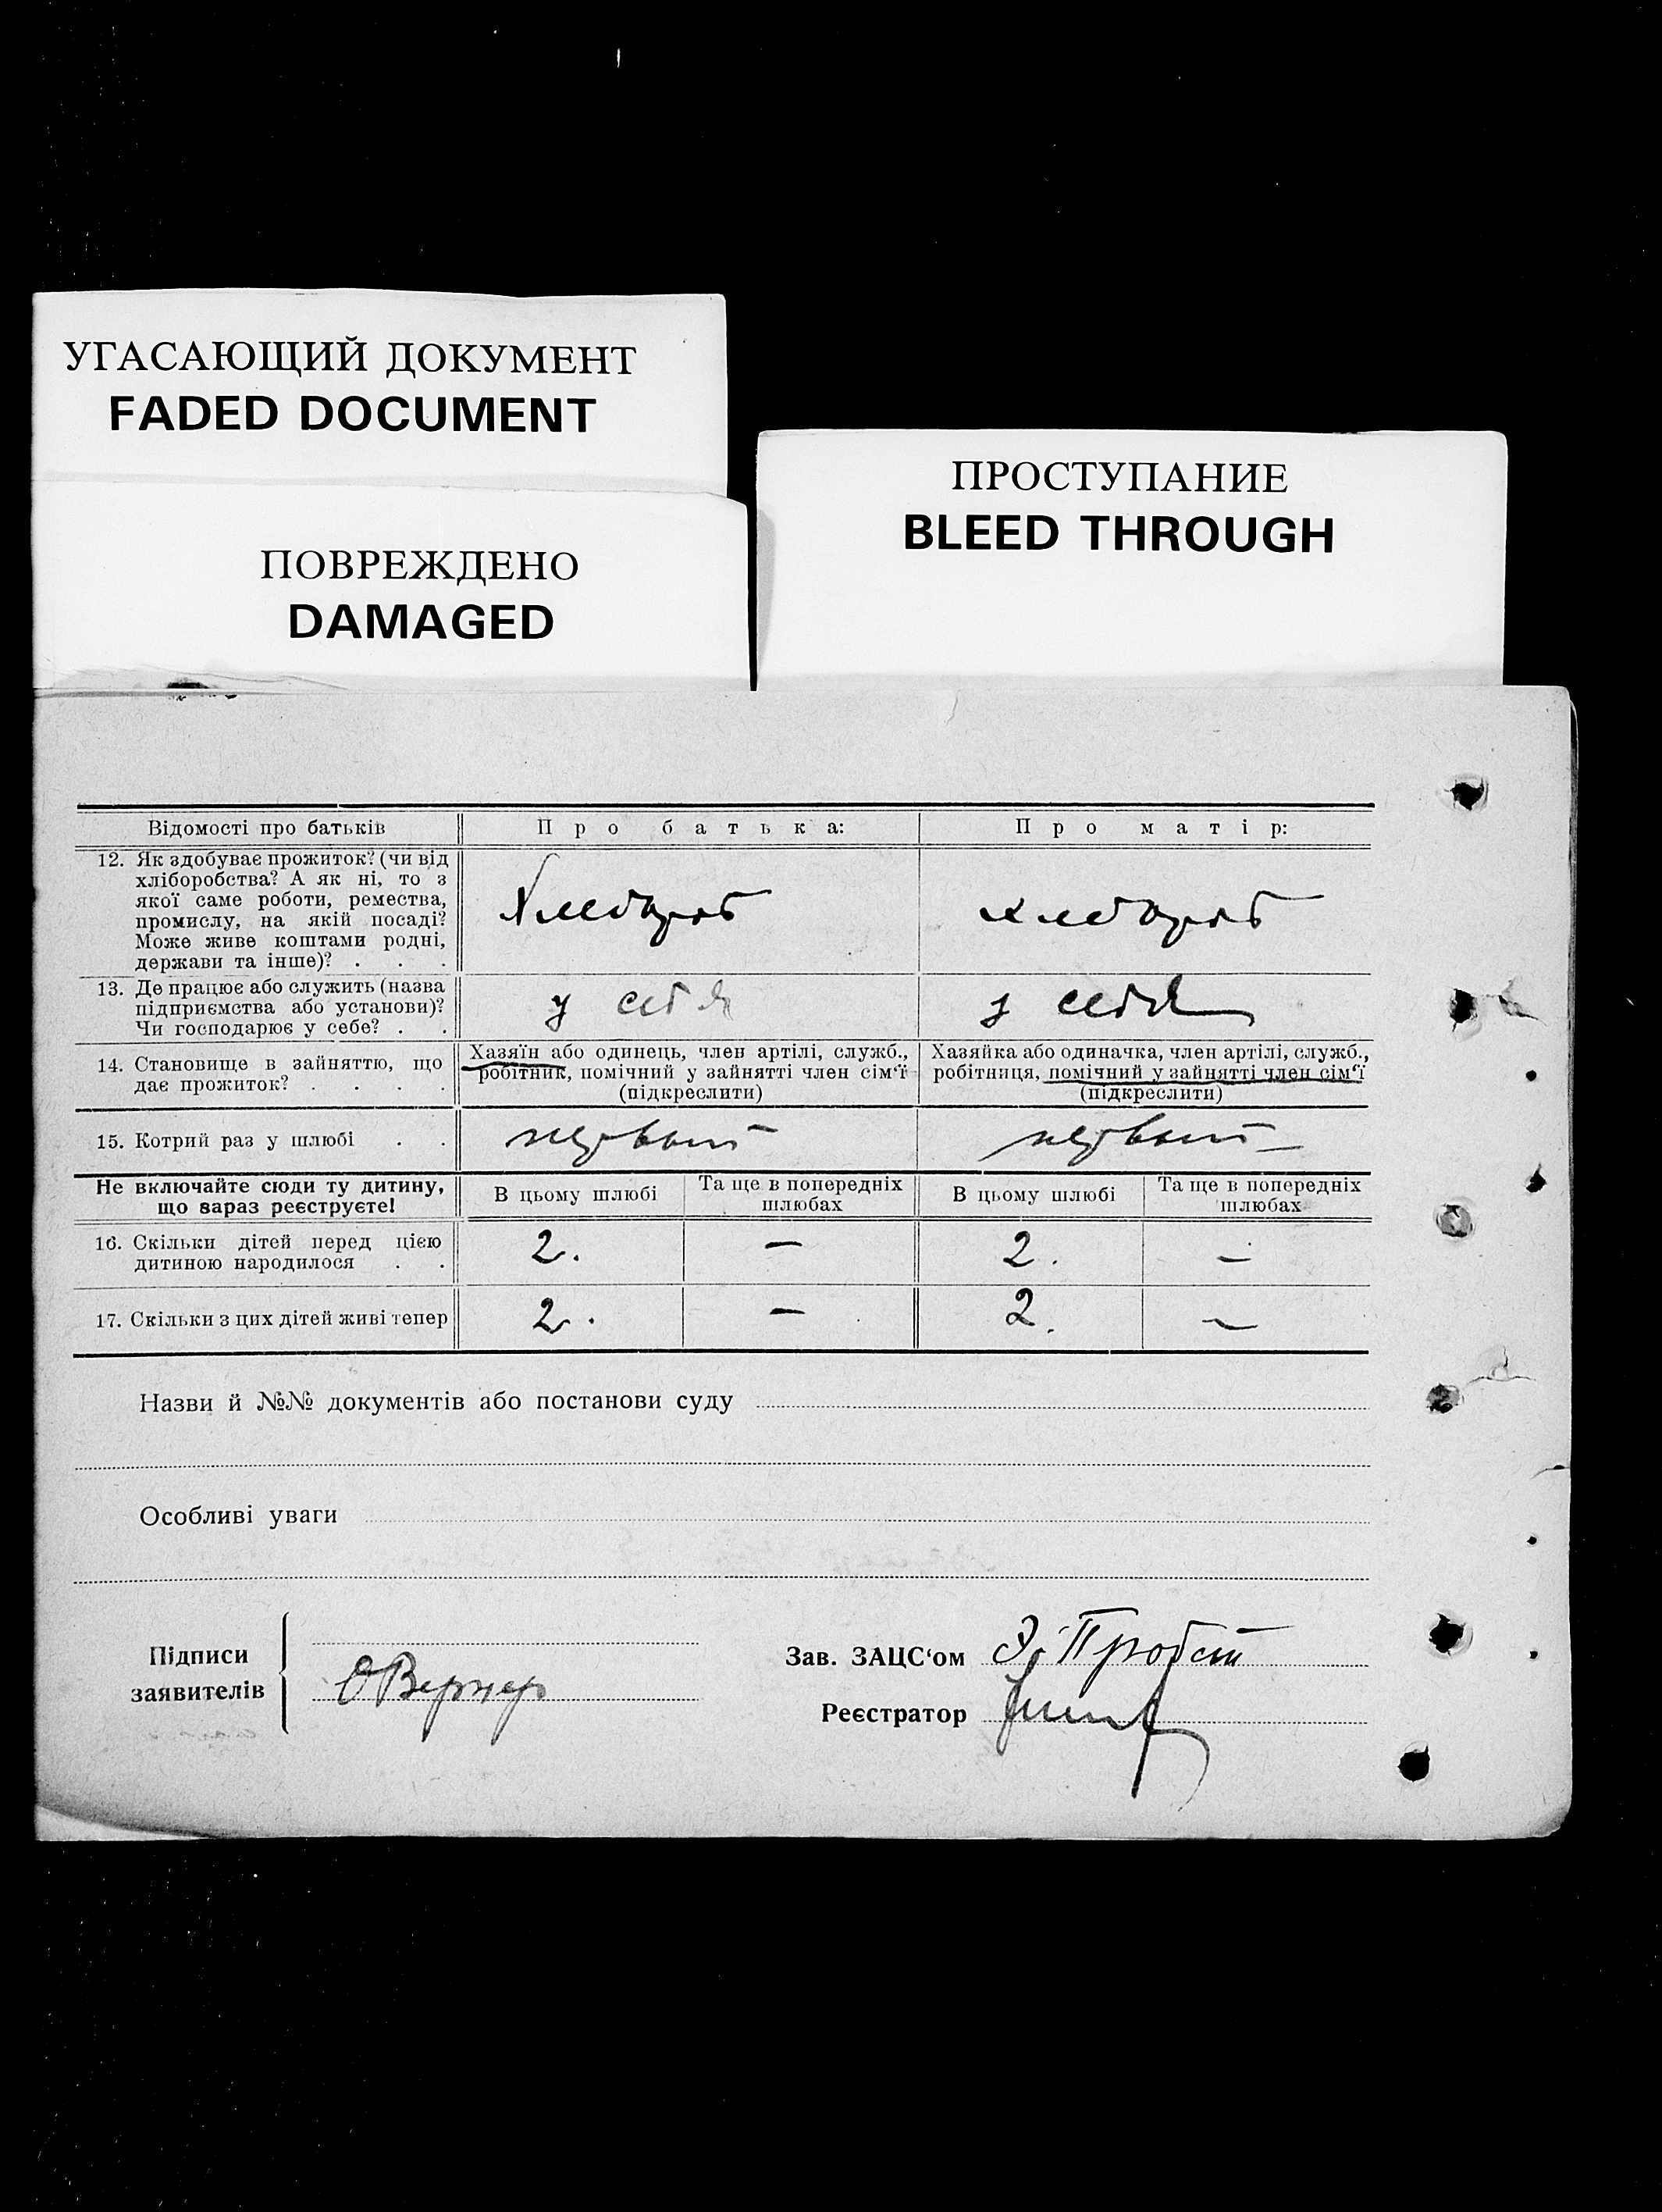 УГАСАЮЩИЙ ДОКУМЕНТ
FADED DOCUMENT
ПРОСТУПАНИЕ
BLEED THROUGH
ПОВРЕЖДЕНО
DAMAGED
Відомості про батьків
Про батька:
Про матір:
12. Як здобуває прожиток? (чи від
хліборобства? А як ні, то з
якої саме роботи, ремества,
промислу, на якій посаді?
Може живе коштами родні,
держави та інше)? . . .
Хлебороб
хлебороб
13. Де працює або служить (назва
підприємства або установи)?
Чи господарює у себе? . .
у себя
у себя
14. Становище в зайняттю, що
дає прожиток? . . . .
Хазяїн або одинець, член артілі, служб.,
робітник, помічний у зайнятті член сім'ї
(підкреслити)
Хазяйка або одиначка, член артілі, служб.,
робітниця, помічний у зайнятті член сім'ї
(підкреслити)
15. Котрий раз у шлюбі . .
первый
первый
Не включайте сюди ту дитину,
що зараз реєструєте!
В цьому шлюбі
Та ще в попередніх
шлюбах
В цьому шлюбі
Та ще в попередніх
шлюбах
16. Скільки дітей перед цією
дитиною народилося . .
2.
—
2.
—
17. Скільки з цих дітей живі тепер
2.
—
2.
—
Назви й №№ документів або постанови суду
Особливі уваги
Підписи
заявителів
О Вернер
Зав. ЗАЦС'ом Э. Пробст
Реєстратор